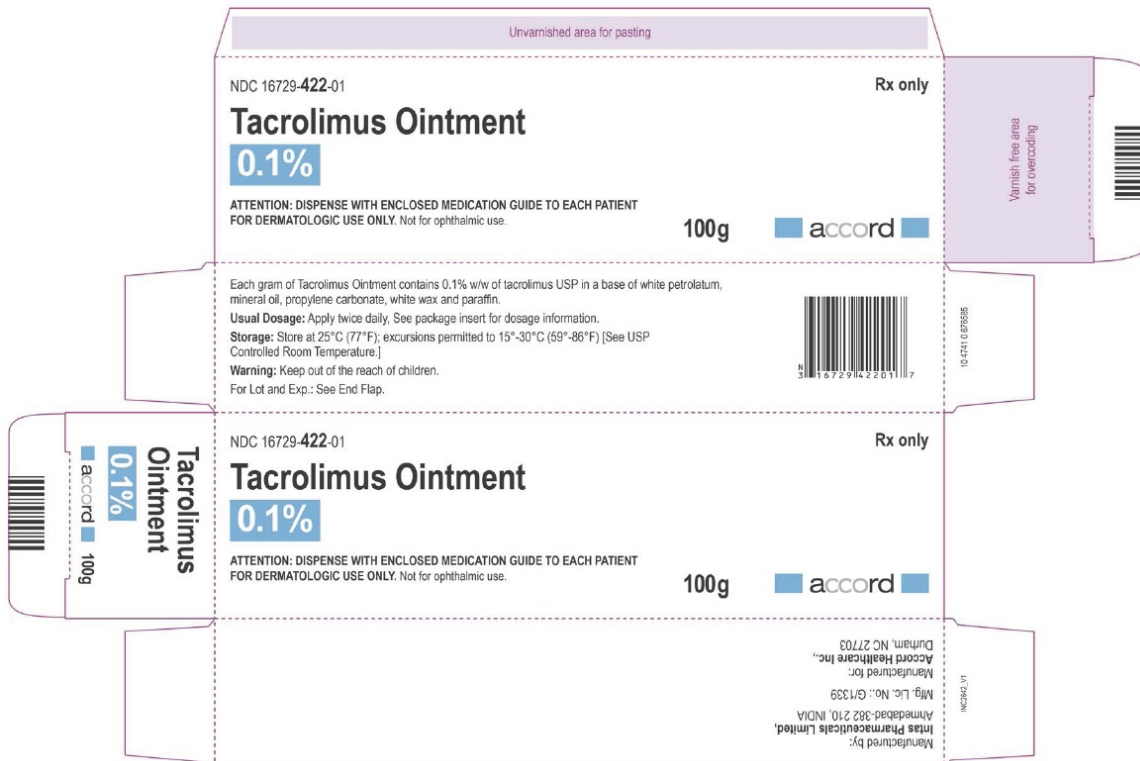 Unvarnished area for pasting
NDC 16729-422-01
Rx only
Tacrolimus Ointment
0.1%
ATTENTION: DISPENSE WITH ENCLOSED MEDICATION GUIDE TO EACH PATIENT
FOR DERMATOLOGIC USE ONLY. Not for ophthalmic use.
100g
accord
Varnish free area
for overcoding
Each gram of Tacrolimus Ointment contains 0.1% w/w of tacrolimus USP in a base of white petrolatum,
mineral oil, propylene carbonate, white wax and paraffin.
Usual Dosage: Apply twice daily, See package insert for dosage information.
Storage: Store at 25°C (77°F); excursions permitted to 15°-30°C (59°-86°F) [See USP
Controlled Room Temperature.]
Warning: Keep out of the reach of children.
For Lot and Exp.: See End Flap.
N
3 16729 42201 7
10 4741 0 676585
Tacrolimus
Ointment
0.1%
accord
100g
NDC 16729-422-01
Rx only
Tacrolimus Ointment
0.1%
ATTENTION: DISPENSE WITH ENCLOSED MEDICATION GUIDE TO EACH PATIENT
FOR DERMATOLOGIC USE ONLY. Not for ophthalmic use.
100g
accord
Manufactured by:
Intas Pharmaceuticals Limited,
Ahmedabad-382 210, INDIA
Mfg. Lic. No.: G/1339
Manufactured for:
Accord Healthcare Inc.,
Durham, NC 27703
INC2642_V1